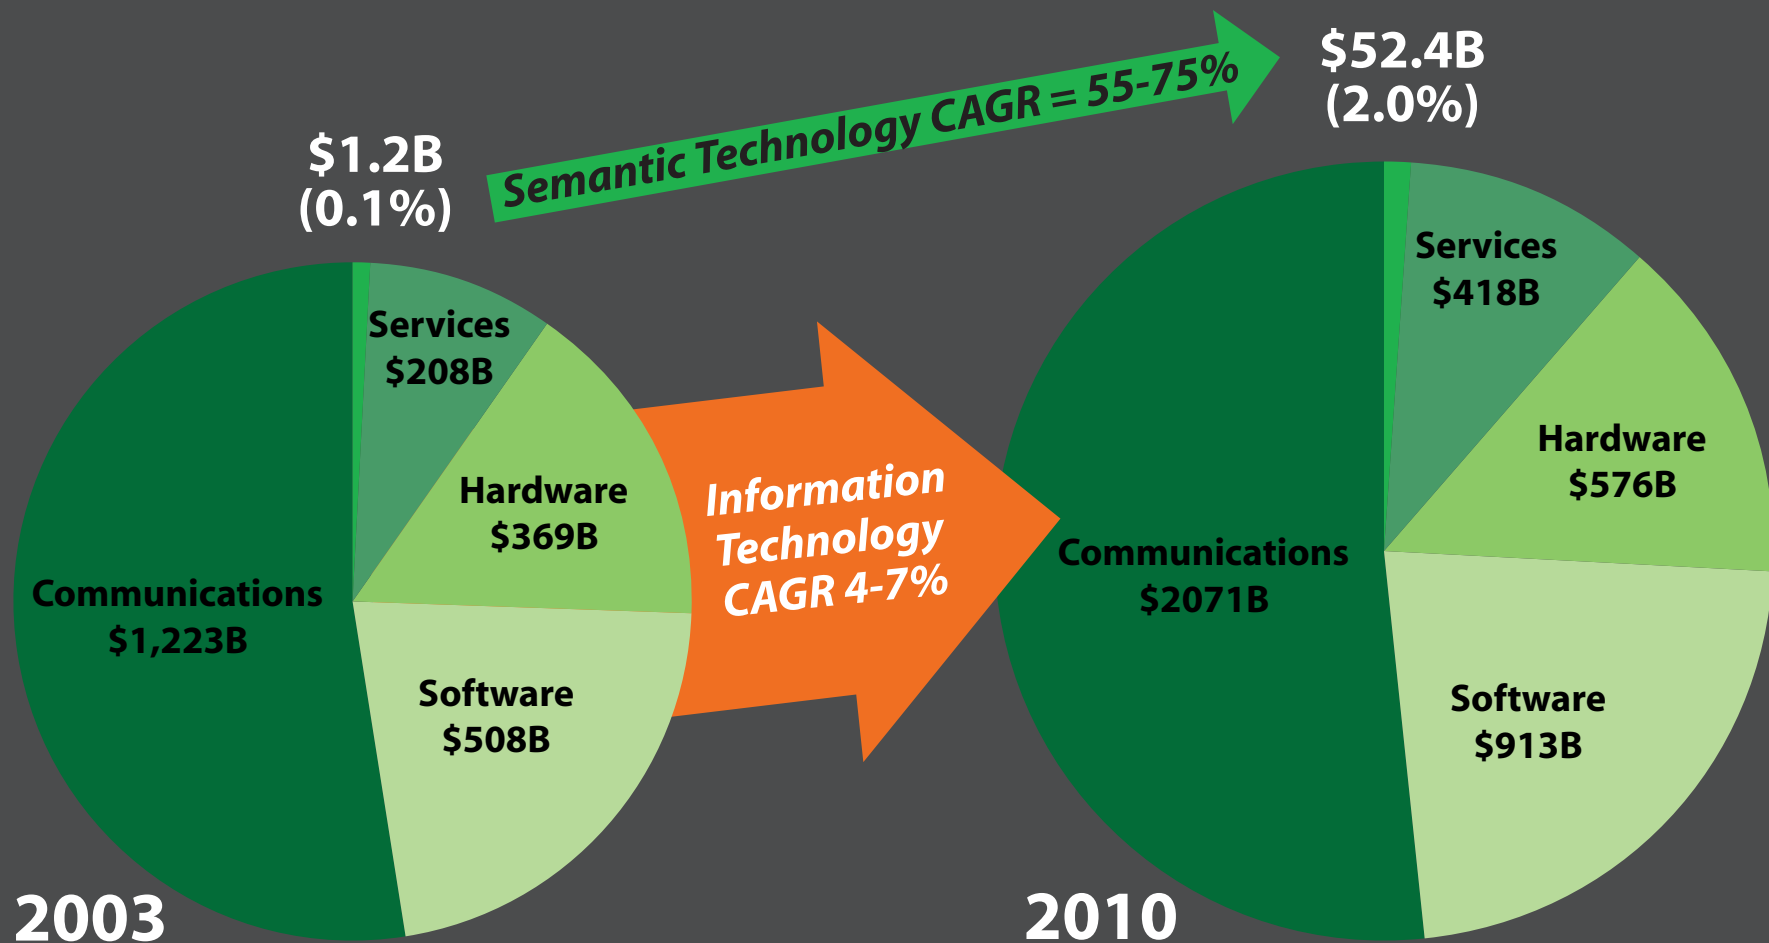 $1.2B
(0.1%)
Semantic Technology CAGR = 55-75%
$52.4B
(2.0%)
Services
$208B
Hardware
$369B
Communications
$1,223B
Software
$508B
2003
Information
Technology
CAGR 4-7%
Services
$418B
Hardware
$576B
Communications
$2071B
Software
$913B
2010